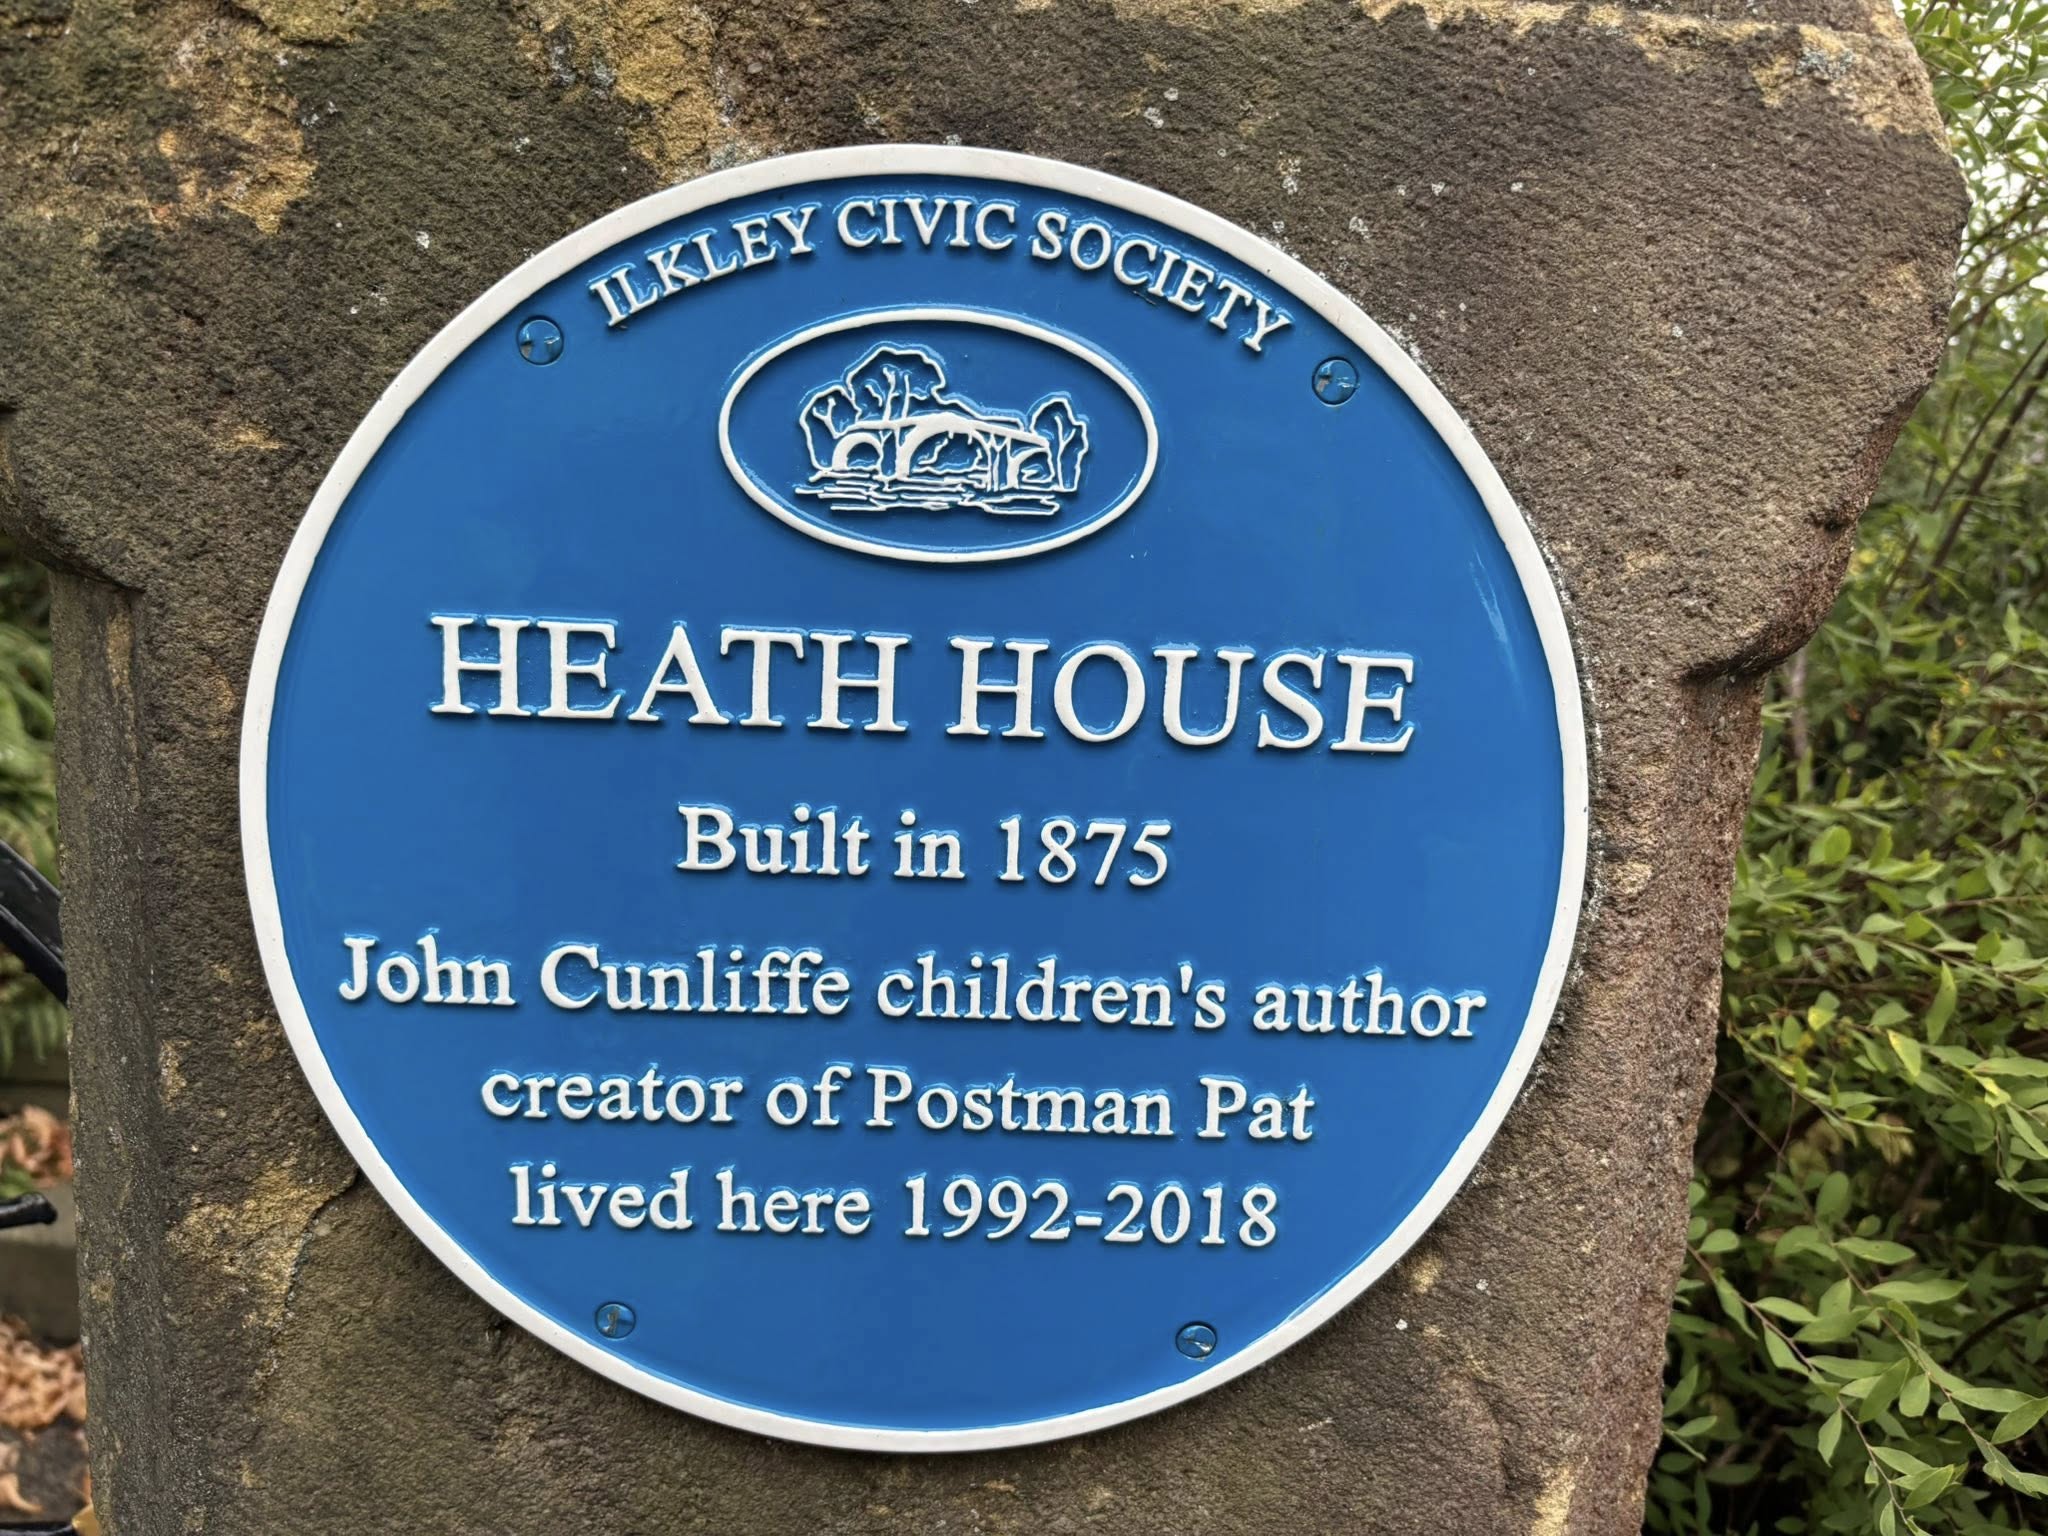 ILKLEY CIVIC SOCIETY
HEATH HOUSE
Built in 1875
John Cunliffe children's author
creator of Postman Pat
lived here 1992-2018